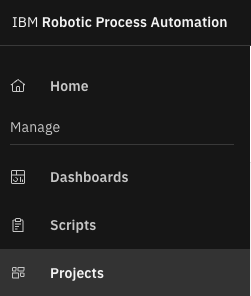 IBM Robotic Process Automation
Home
Manage
Dashboards
Scripts
Projects